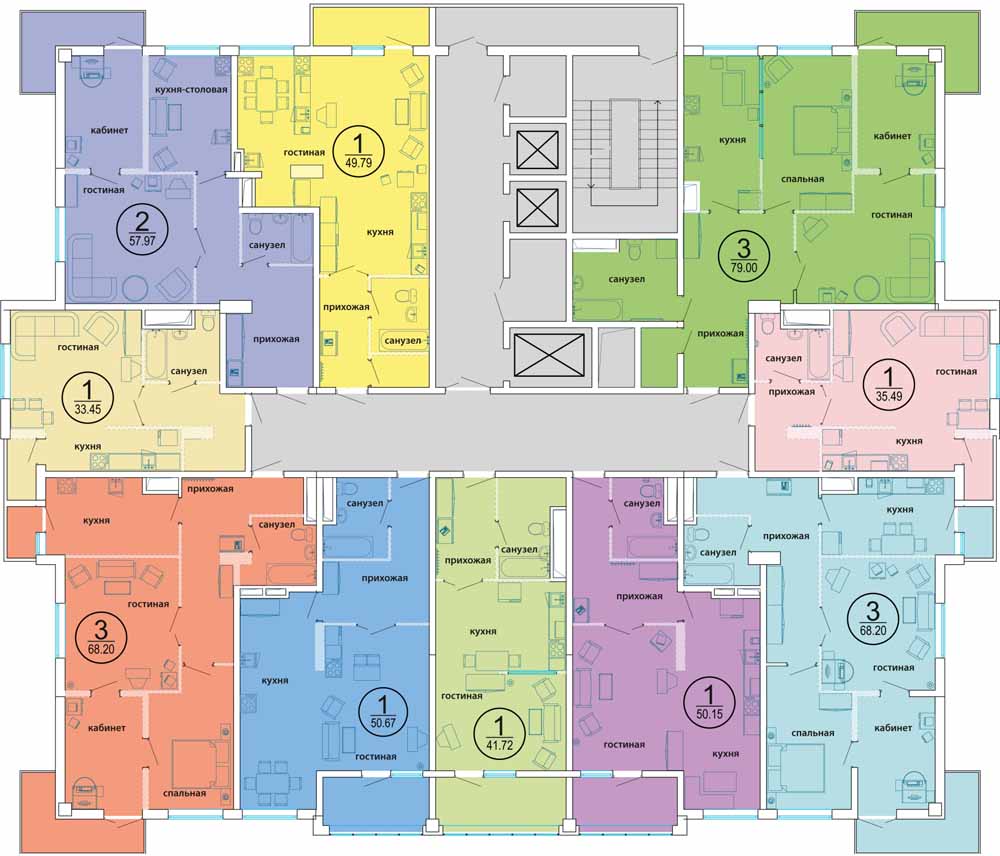 кабинет
кухня-столовая
гостиная
2
57.97
санузел
прихожая
гостиная
1
49.79
кухня
прихожая
санузел
санузел
кухня
спальная
кабинет
гостиная
3
79.00
прихожая
гостиная
санузел
1
33.45
кухня
санузел
прихожая
1
35.49
гостиная
кухня
прихожая
кухня
санузел
гостиная
3
68.20
кабинет
спальная
санузел
прихожая
кухня
1
50.67
гостиная
санузел
прихожая
кухня
гостиная
1
41.72
санузел
прихожая
1
50.15
гостиная
кухня
кухня
прихожая
санузел
3
68.20
гостиная
спальная
кабинет